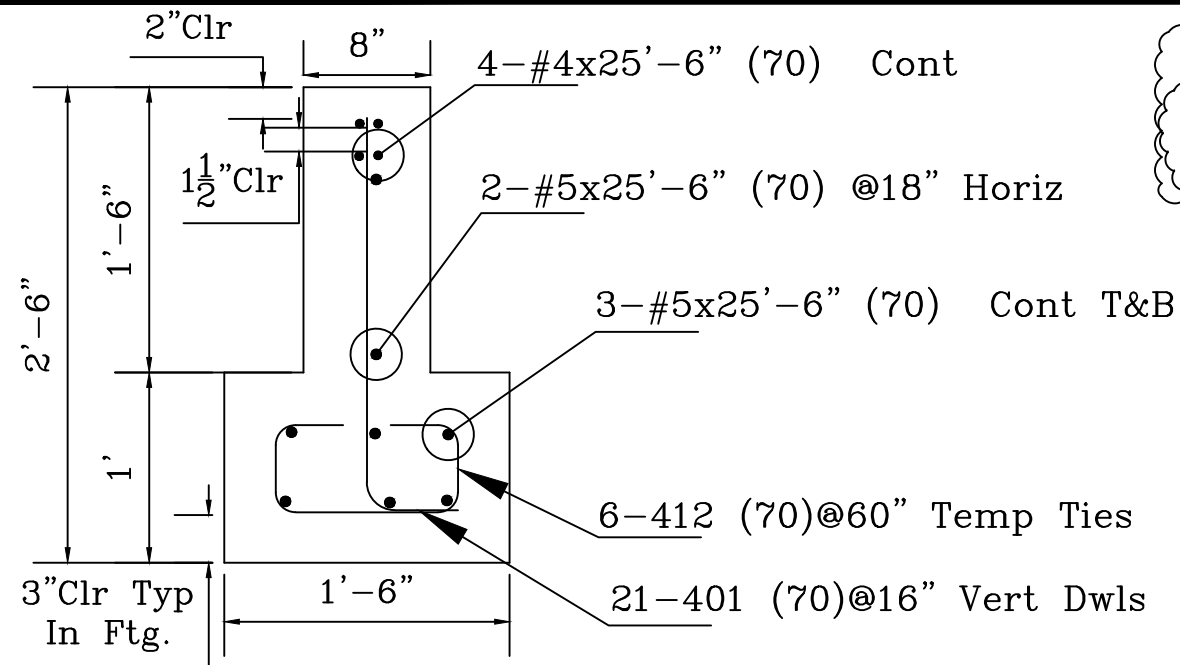 2”Clr
8”
4-#4x25’-6” (70) Cont
1½”Clr
2-#5x25’-6” (70) @18” Horiz
1’-6”
2’-6”
3-#5x25’-6” (70) Cont T&B
1’
6-412 (70)@60” Temp Ties
3”Clr Typ
In Ftg.
1’-6”
21-401 (70)@16” Vert Dwls